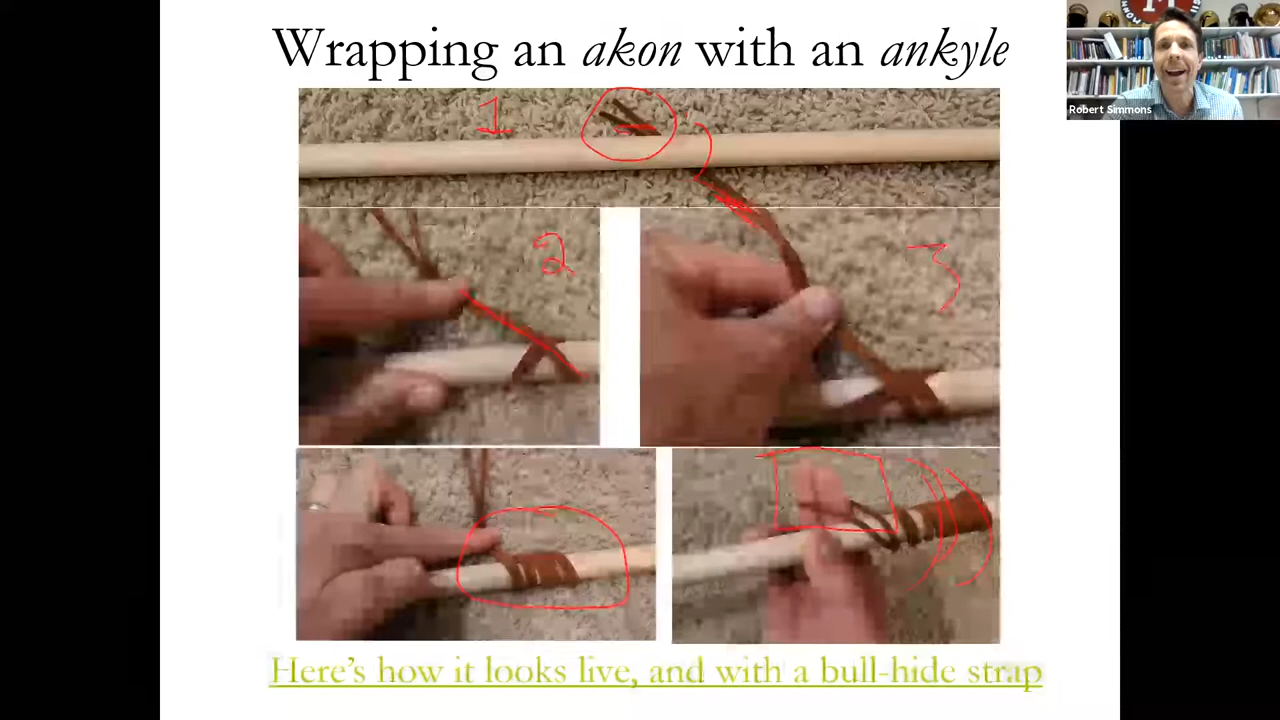 Wrapping an akon with an ankyle
M
Robert Simmons
1
2
3
Here's how it looks live, and with a bull-hide strap